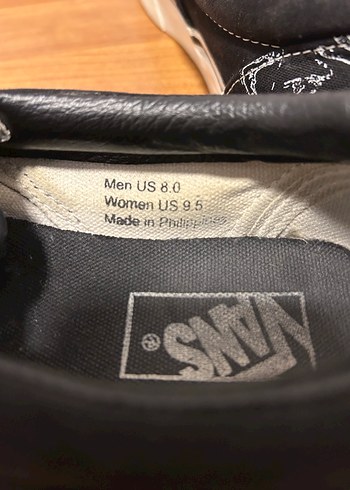 Men US 8.0
Women US 9.5
Made in Philippines
VANS®